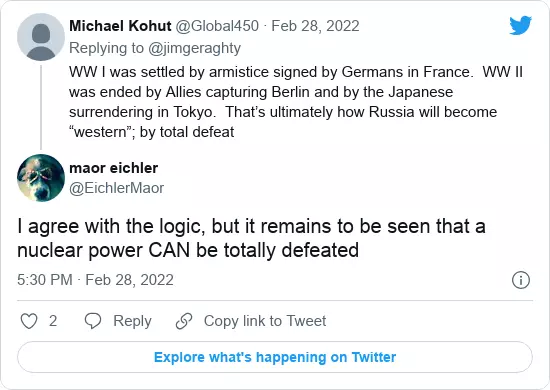 Michael Kohut @Global450 · Feb 28, 2022
Replying to @jimgeraghty
WW I was settled by armistice signed by Germans in France.  WW II
was ended by Allies capturing Berlin and by the Japanese
surrendering in Tokyo.  That's ultimately how Russia will become
“western”; by total defeat
maor eichler
@EichlerMaor
I agree with the logic, but it remains to be seen that a
nuclear power CAN be totally defeated
5:30 PM · Feb 28, 2022
2 Reply Copy link to Tweet
Explore what's happening on Twitter